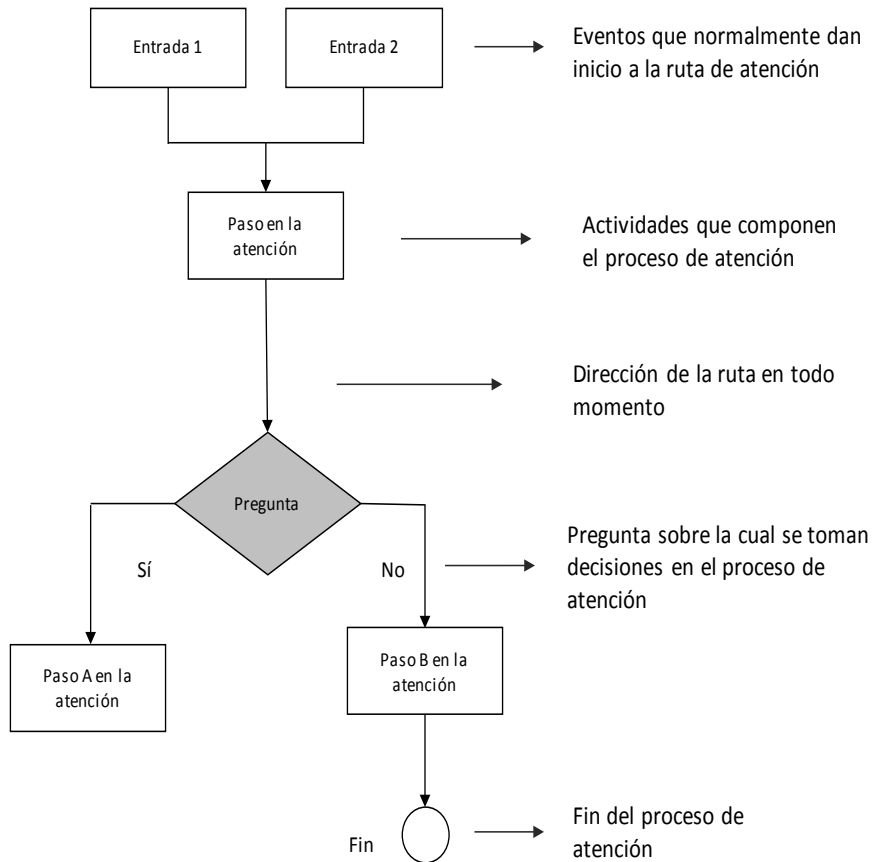 Entrada 1
Entrada 2
Eventos que normalmente dan
inicio a la ruta de atención
Paso en la
atención
Actividades que componen
el proceso de atención
Dirección de la ruta en todo
momento
Pregunta
Sí
No
Pregunta sobre la cual se toman
decisiones en el proceso de
atención
Paso A en la
atención
Paso B en la
atención
Fin
Fin del proceso de
atención